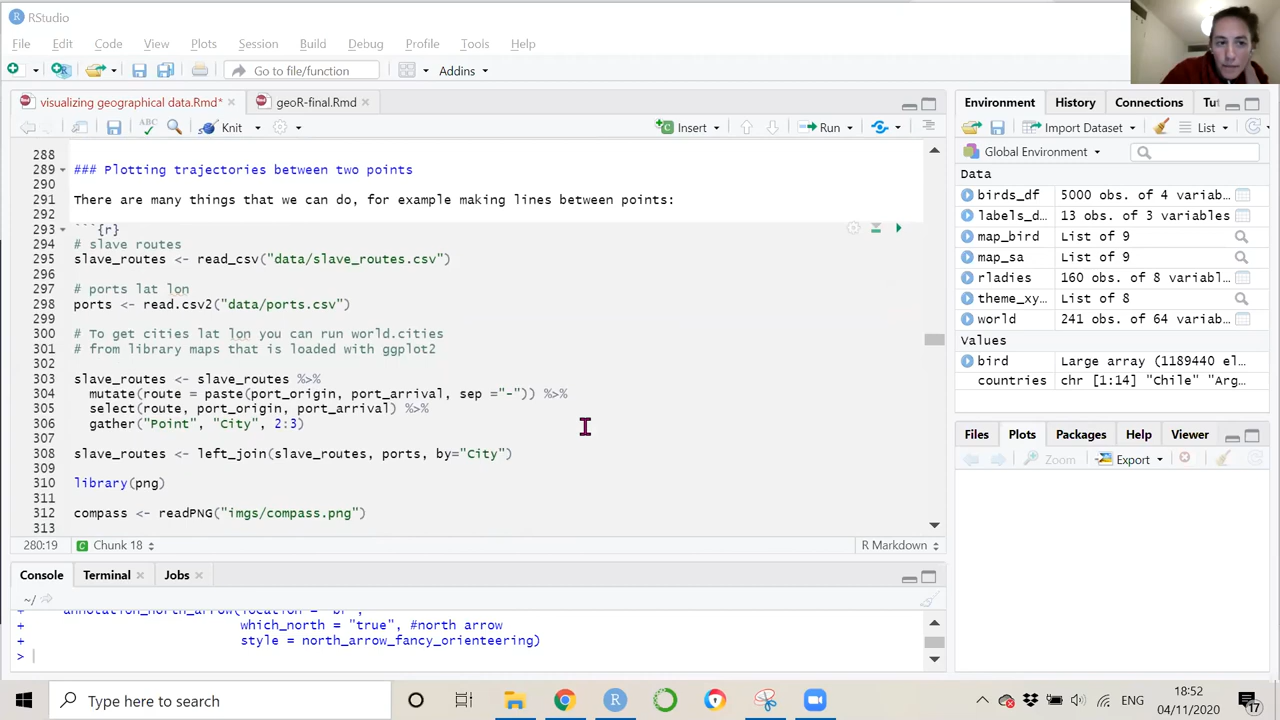 RStudio
File Edit Code View Plots Session Build Debug Profile Tools Help
Go to file/function Addins
visualizing geographical data.Rmd* geoR-final.Rmd
ABC Knit Insert Run
288
289 ### Plotting trajectories between two points
290
291 There are many things that we can do, for example making lines between points:
292
293 ```{r}
294 # slave routes
295 slave_routes <- read_csv("data/slave_routes.csv")
296
297 # ports lat lon
298 ports <- read.csv2("data/ports.csv")
299
300 # To get cities lat lon you can run world.cities
301 # from library maps that is loaded with ggplot2
302
303 slave_routes <- slave_routes %>%
304 mutate(route = paste(port_origin, port_arrival, sep ="-")) %>%
305 select(route, port_origin, port_arrival) %>%
306 gather("Point", "City", 2:3)
307
308 slave_routes <- left_join(slave_routes, ports, by="City")
309
310 library(png)
311
312 compass <- readPNG("imgs/compass.png")
313
280:19 Chunk 18 R Markdown
Console Terminal Jobs
~/
annotation_north_arrow(location = "br",
+ which_north = "true", #north arrow
+ style = north_arrow_fancy_orienteering)
>
Environment History Connections Tut
Import Dataset List
Global Environment
Data
birds_df 5000 obs. of 4 variab…
labels_d… 13 obs. of 3 variables
map_bird List of 9
map_sa List of 9
rladies 160 obs. of 8 variabl…
theme_xy… List of 8
world 241 obs. of 64 variab…
Values
bird Large array (1189440 el…
countries chr [1:14] "Chile" "Arg…
Files Plots Packages Help Viewer
Zoom Export
Type here to search
ENG
18:52
04/11/2020
17